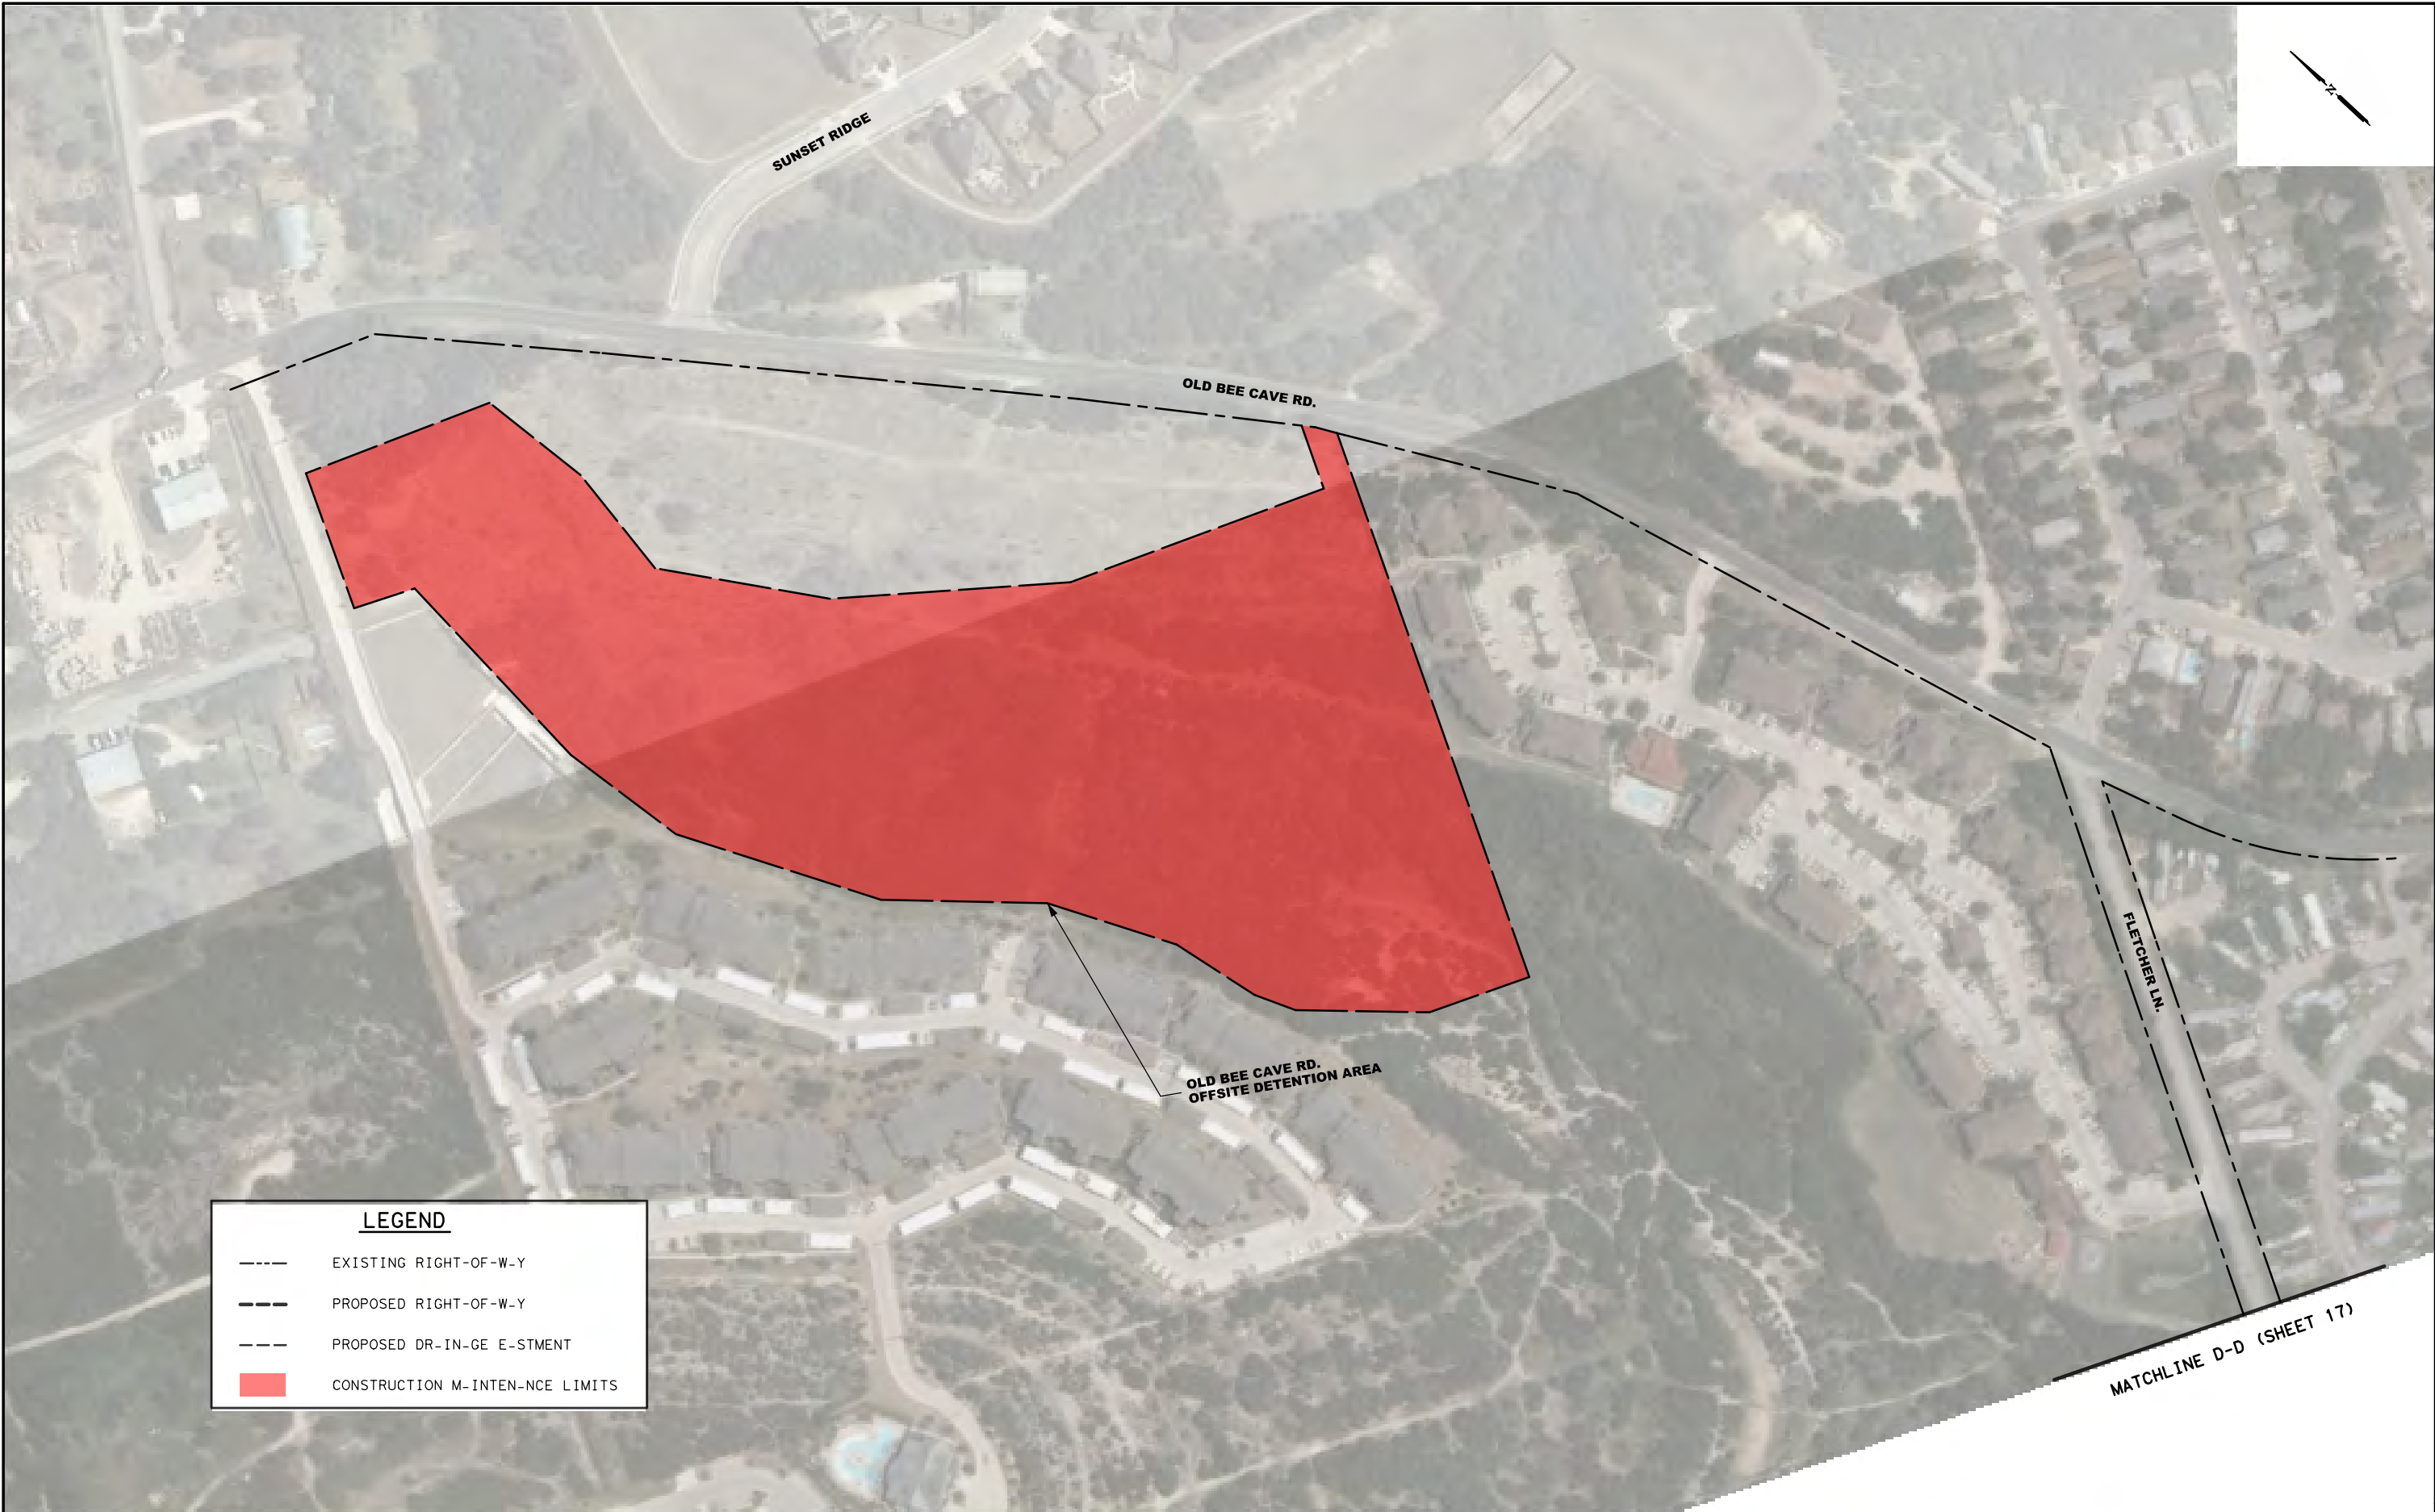 N
SUNSET RIDGE
OLD BEE CAVE RD.
FLETCHER LN.
OLD BEE CAVE RD.
OFFSITE DETENTION AREA
LEGEND
EXISTING RIGHT-OF-W-Y
PROPOSED RIGHT-OF-W-Y
PROPOSED DR-IN-GE E-STMENT
CONSTRUCTION M-INTEN-NCE LIMITS
MATCHLINE D-D (SHEET 17)